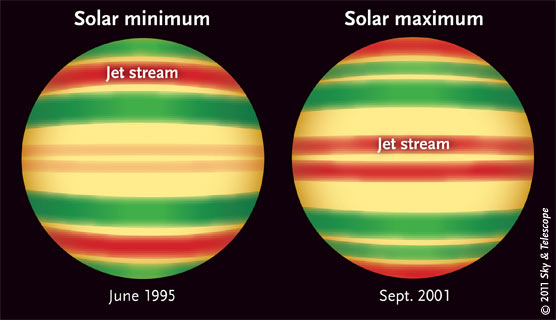 Solar minimum
Solar maximum
Jet stream
Jet stream
June 1995
Sept. 2001
© 2011 Sky & Telescope